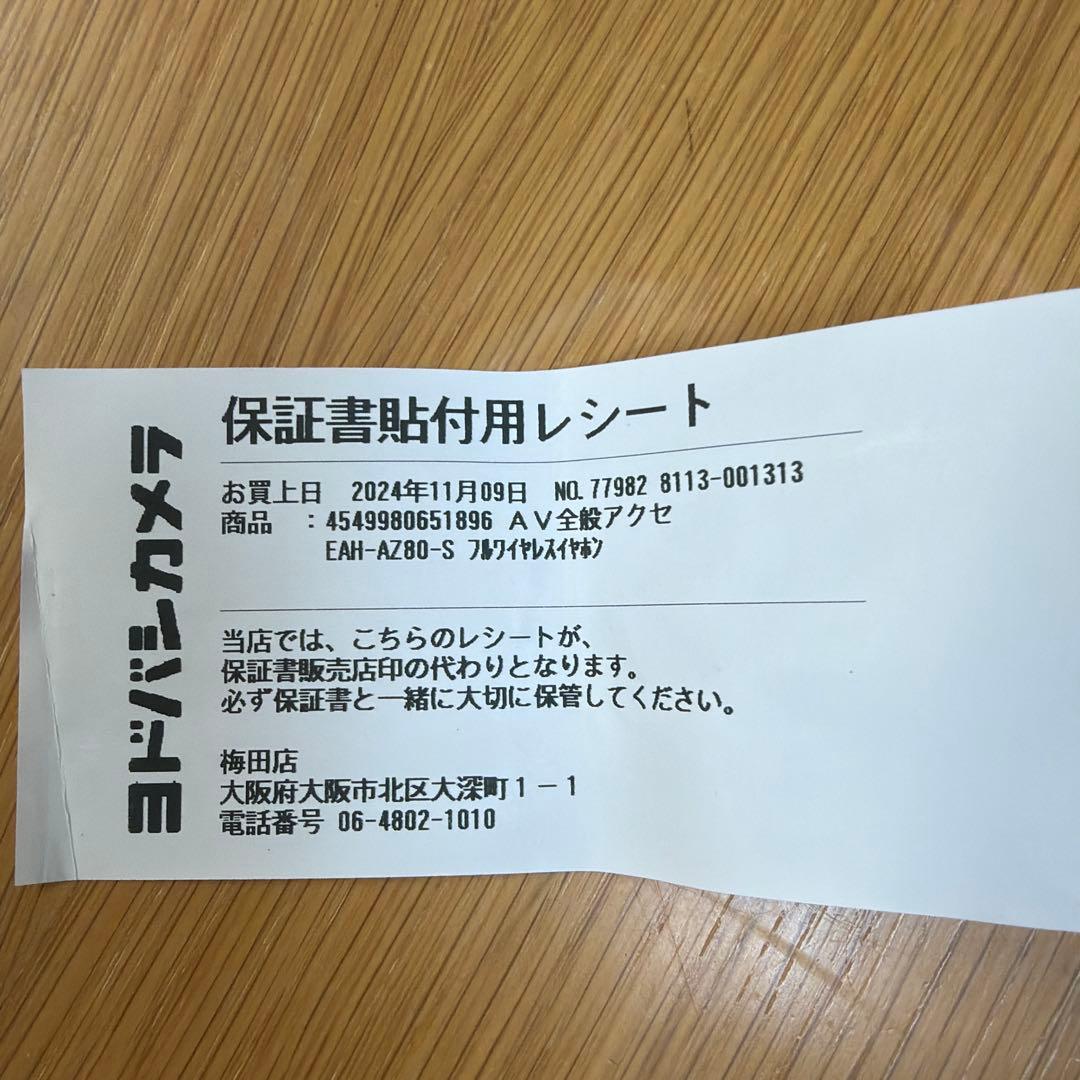 ヨドバシカメラ
保証書貼付用レシート
お買上日 2024年11月09日 NO.77982 8113-001313
商品 :4549980651896 AV全般アクセ
EAH-AZ80-S フルワイヤレスイヤホン
当店では、こちらのレシートが、
保証書販売店印の代わりとなります。
必ず保証書と一緒に大切に保管してください。
梅田店
大阪府大阪市北区大深町1-1
電話番号 06-4802-1010